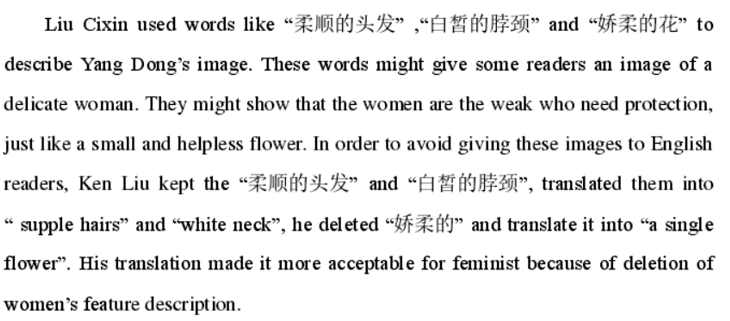 Liu Cixin used words like “柔顺的头发” ,“白皙的脖颈” and “娇柔的花” to
describe Yang Dong’s image. These words might give some readers an image of a
delicate woman. They might show that the women are the weak who need protection,
just like a small and helpless flower. In order to avoid giving these images to English
readers, Ken Liu kept the “柔顺的头发” and “白皙的脖颈”, translated them into
“ supple hairs” and “white neck”, he deleted “娇柔的” and translate it into “a single
flower”. His translation made it more acceptable for feminist because of deletion of
women’s feature description.